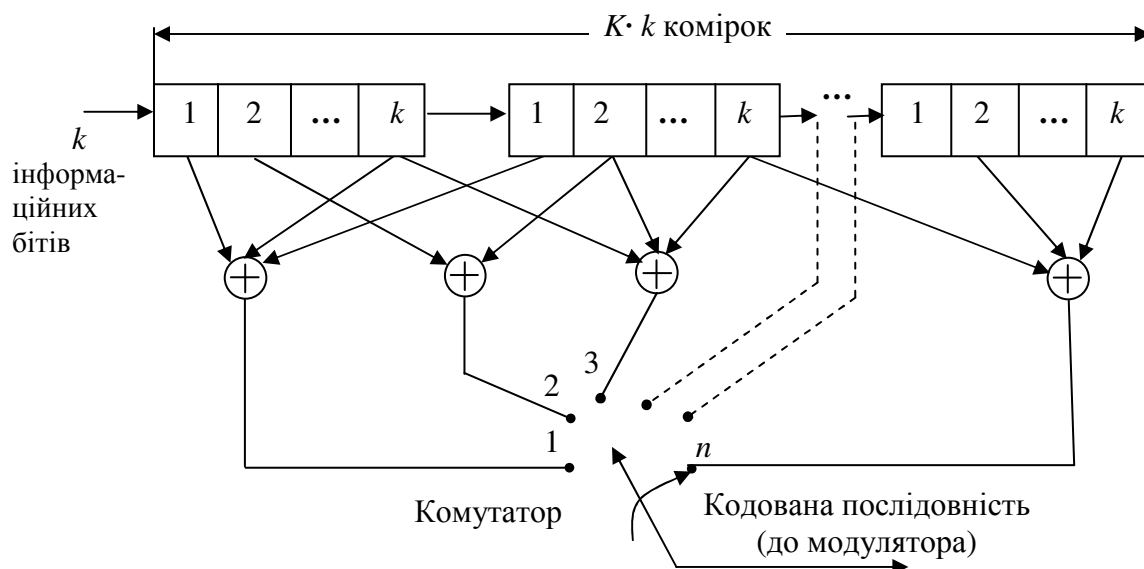 K· k комірок
...
1 2 ... k 1 2 ... k 1 2 ... k
k
інформа-
ційних
бітів
3
2
1
n
Комутатор
Кодована послідовність
(до модулятора)